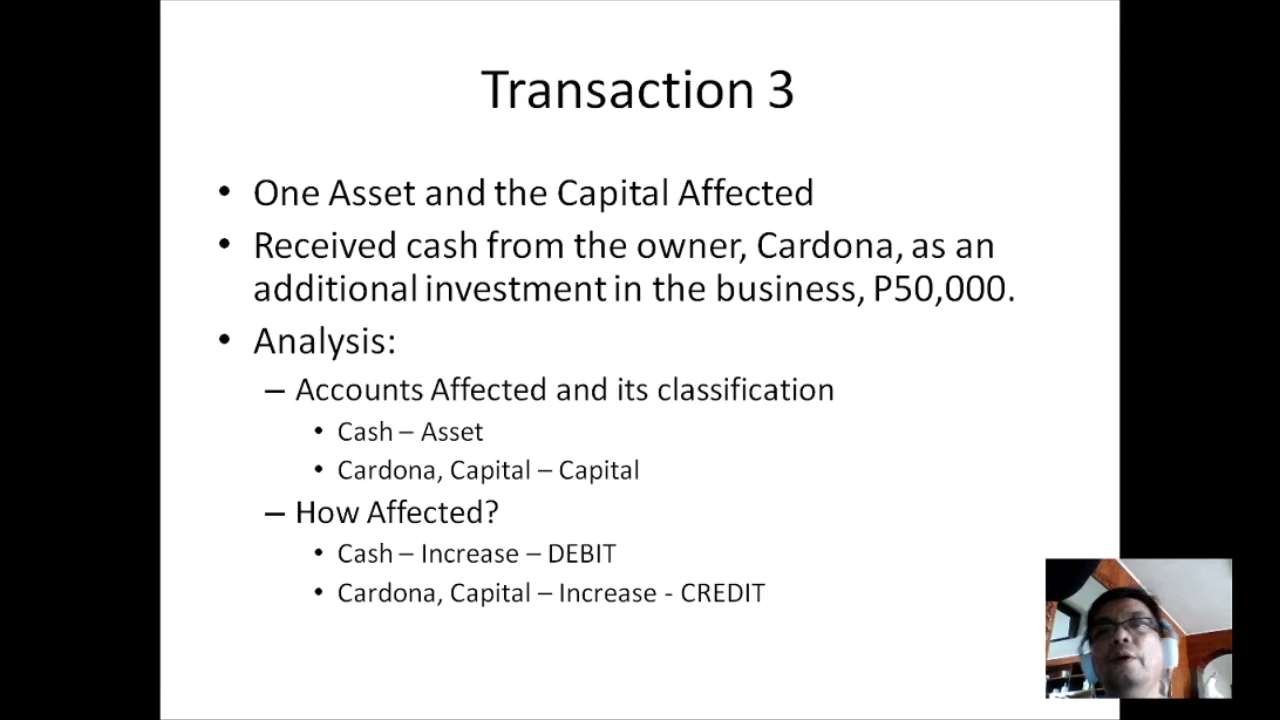 Transaction 3
• One Asset and the Capital Affected
• Received cash from the owner, Cardona, as an
additional investment in the business, P50,000.
• Analysis:
– Accounts Affected and its classification
• Cash – Asset
• Cardona, Capital – Capital
– How Affected?
• Cash – Increase – DEBIT
• Cardona, Capital – Increase - CREDIT